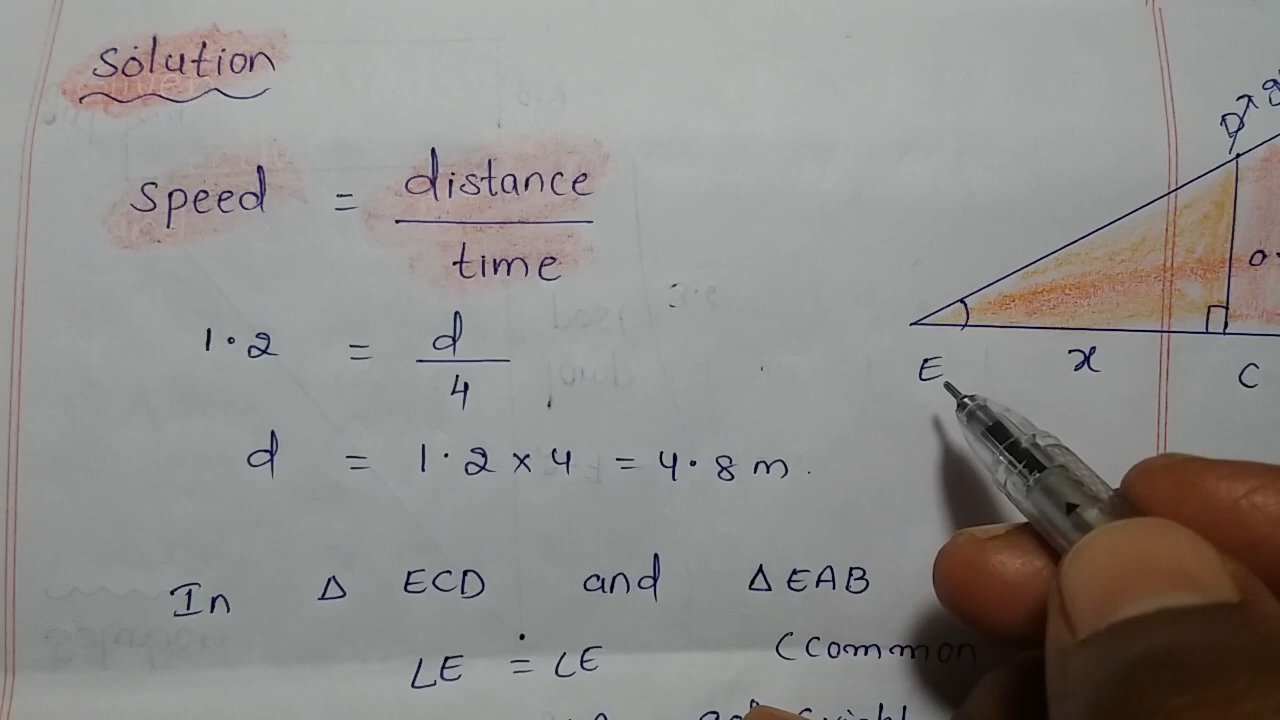 Solution
Speed = distance
time
1.2 = d
4
d = 1.2 × 4 = 4.8 m.
In Δ ECD and Δ EAB
∠E = ∠E (Common
D
E x C